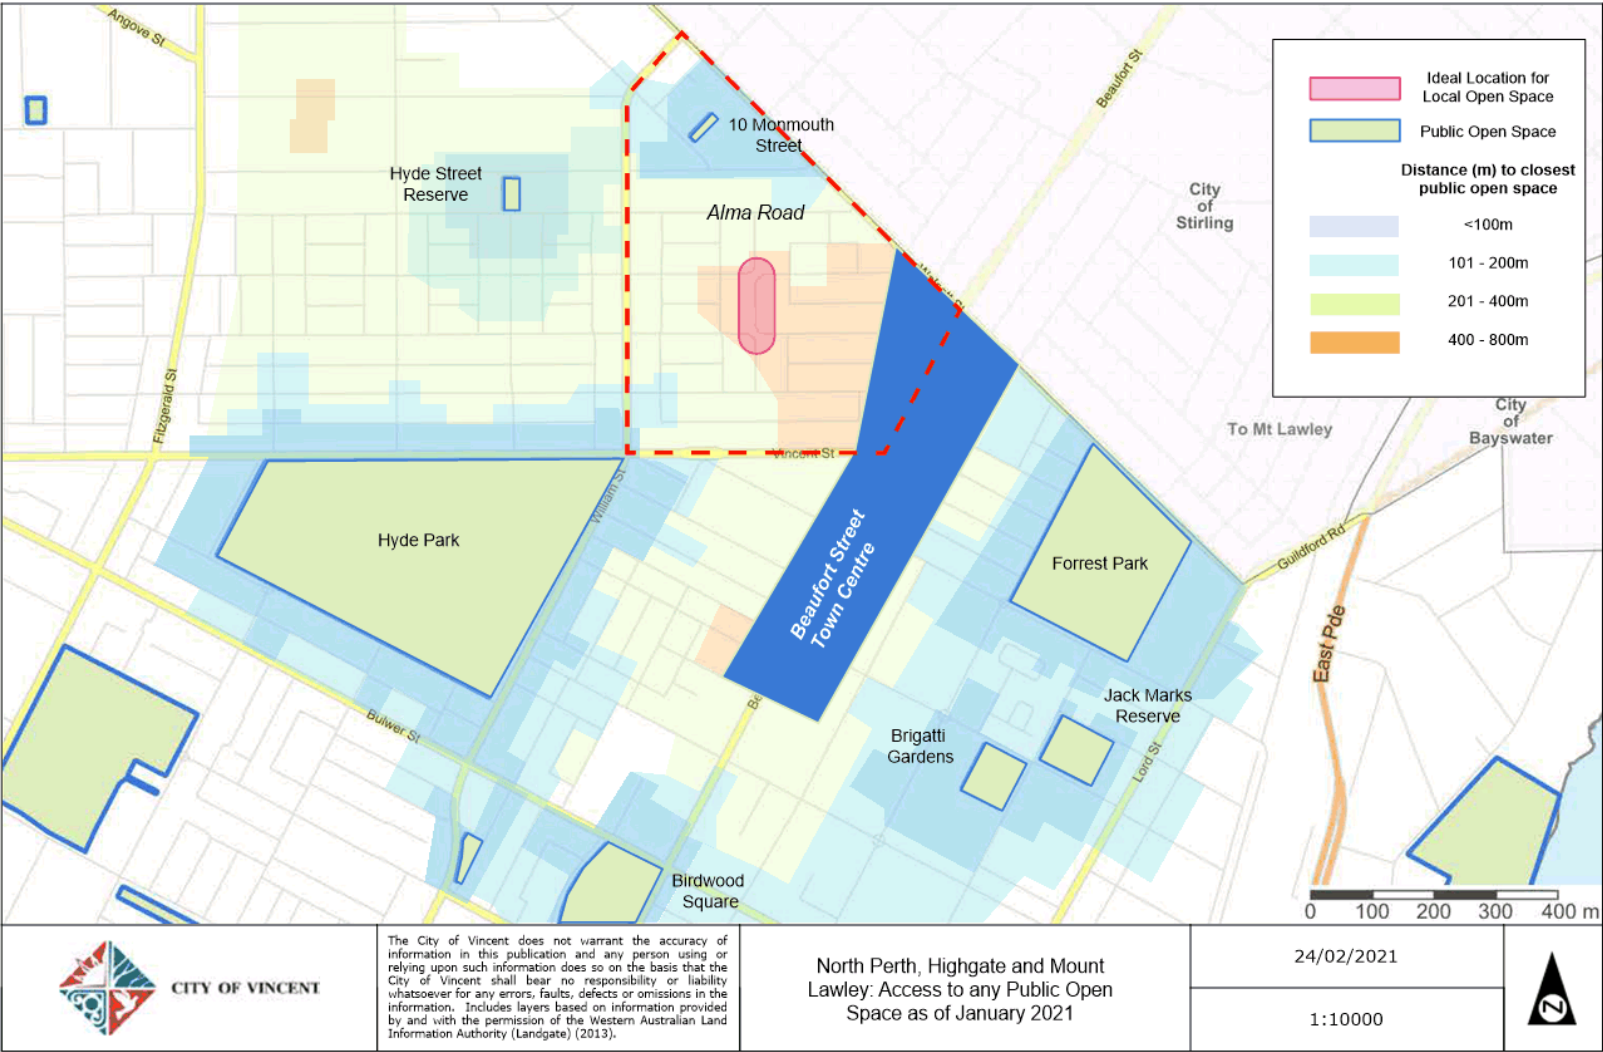 Angove St
Beaufort St
Ideal Location for
Local Open Space
Public Open Space
Distance (m) to closest
public open space
<100m
101 - 200m
201 - 400m
400 - 800m
10 Monmouth
Street
Hyde Street
Reserve
Alma Road
City
of
Stirling
Walcott St
Fitzgerald St
To Mt Lawley
City
of
Bayswater
Vincent St
William St
Hyde Park
Beaufort Street
Town Centre
Forrest Park
Guildford Rd
East Pde
Jack Marks
Reserve
Brigatti
Gardens
Bulwer St
Be
Lord St
Birdwood
Square
0 100 200 300 400 m
CITY OF VINCENT
The City of Vincent does not warrant the accuracy of
information in this publication and any person using or
relying upon such information does so on the basis that the
City of Vincent shall bear no responsibility or liability
whatsoever for any errors, faults, defects or omissions in the
information. Includes layers based on information provided
by and with the permission of the Western Australian Land
Information Authority (Landgate) (2013).
North Perth, Highgate and Mount
Lawley: Access to any Public Open
Space as of January 2021
24/02/2021
1:10000
N